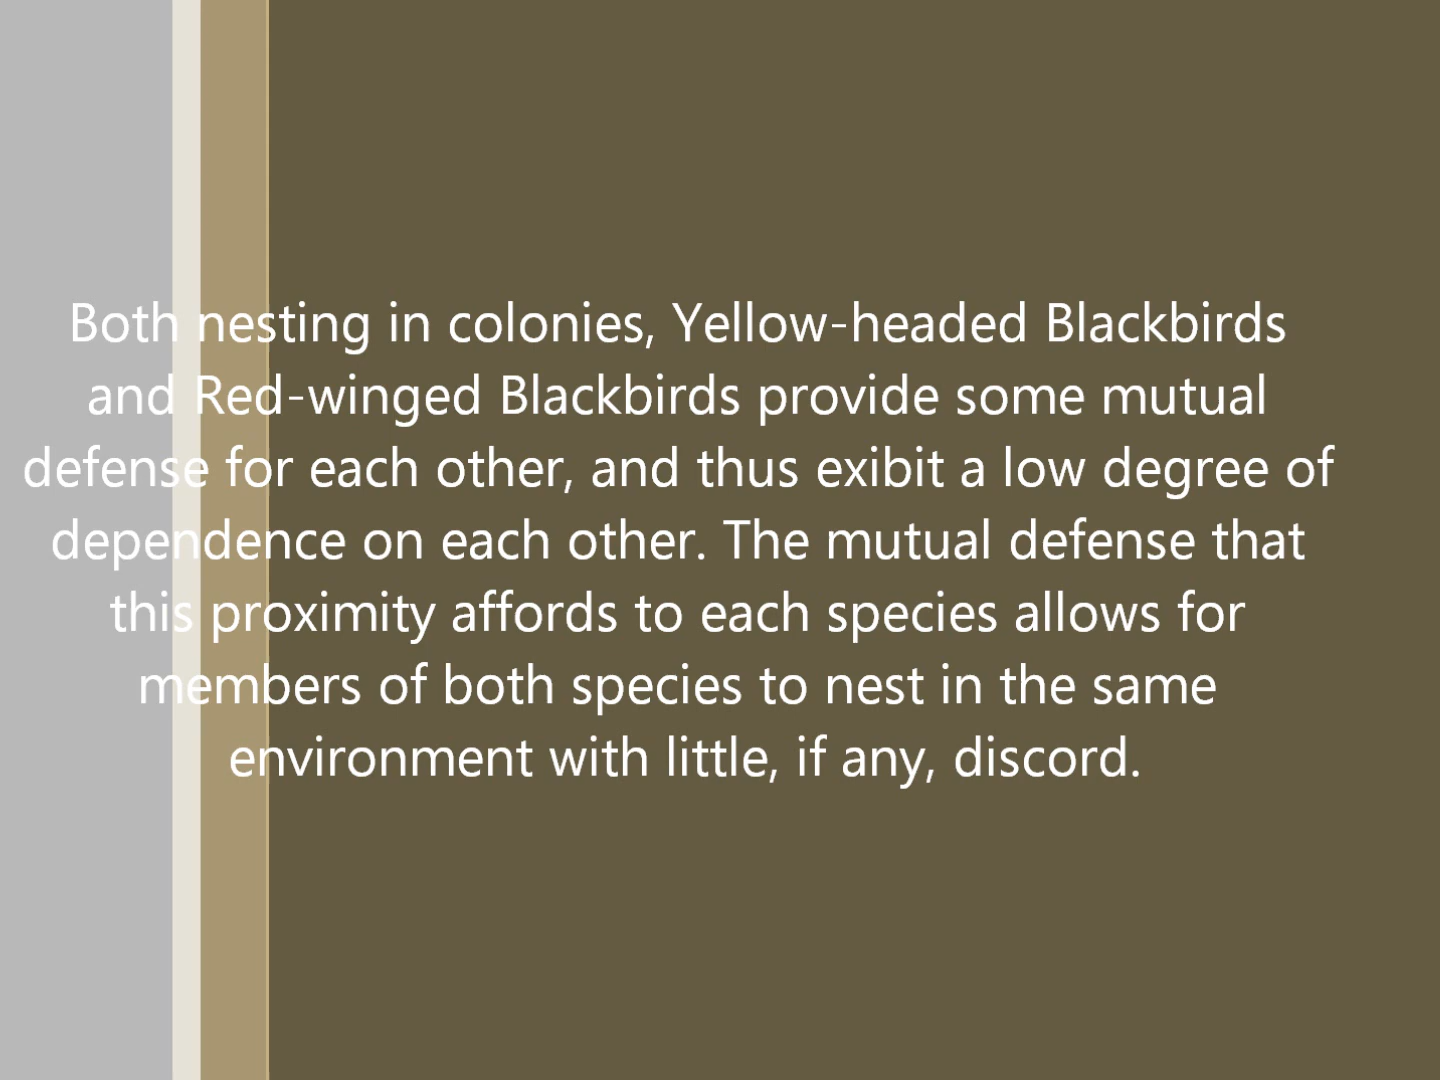 Both nesting in colonies, Yellow-headed Blackbirds
and Red-winged Blackbirds provide some mutual
defense for each other, and thus exibit a low degree of
dependence on each other. The mutual defense that
this proximity affords to each species allows for
members of both species to nest in the same
environment with little, if any, discord.